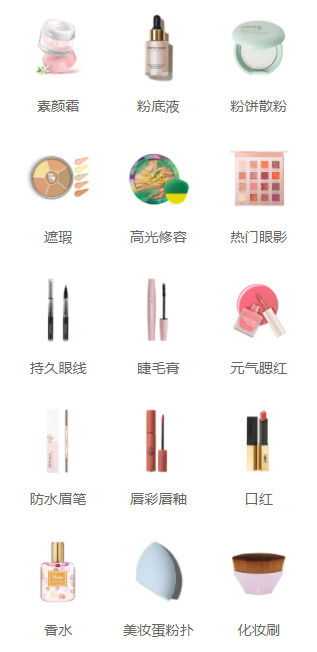 素颜霜 粉底液 粉饼散粉
遮瑕 高光修容 热门眼影
持久眼线 睫毛膏 元气腮红
防水眉笔 唇彩唇釉 口红
香水 美妆蛋粉扑 化妆刷